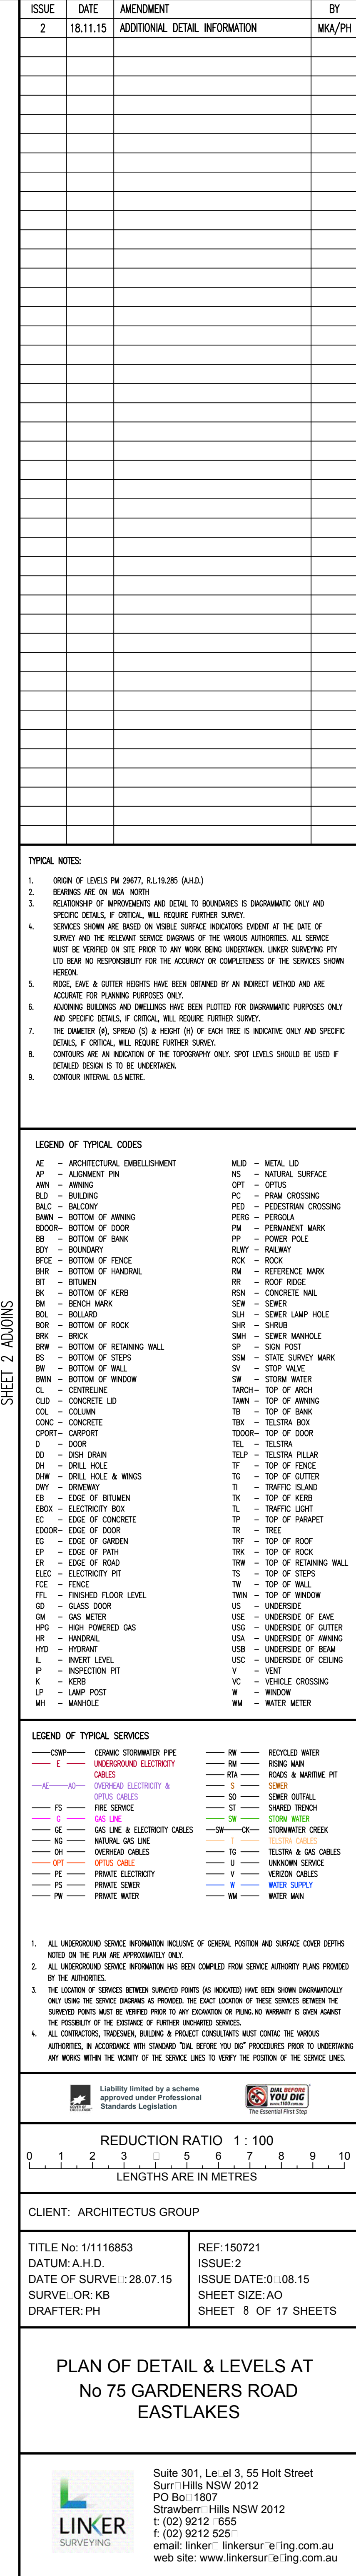 ISSUE DATE AMENDMENT BY
2 18.11.15 ADDITIONIAL DETAIL INFORMATION MKA/PH
SHEET 2 ADJOINS
TYPICAL NOTES:
1. ORIGIN OF LEVELS PM 29677, R.L.19.285 (A.H.D.)
2. BEARINGS ARE ON MGA NORTH
3. RELATIONSHIP OF IMPROVEMENTS AND DETAIL TO BOUNDARIES IS DIAGRAMMATIC ONLY AND
SPECIFIC DETAILS, IF CRITICAL, WILL REQUIRE FURTHER SURVEY.
4. SERVICES SHOWN ARE BASED ON VISIBLE SURFACE INDICATORS EVIDENT AT THE DATE OF
SURVEY AND THE RELEVANT SERVICE DIAGRAMS OF THE VARIOUS AUTHORITIES. ALL SERVICE
MUST BE VERIFIED ON SITE PRIOR TO ANY WORK BEING UNDERTAKEN. LINKER SURVEYING PTY
LTD BEAR NO RESPONSIBILITY FOR THE ACCURACY OR COMPLETENESS OF THE SERVICES SHOWN
HEREON.
5. RIDGE, EAVE & GUTTER HEIGHTS HAVE BEEN OBTAINED BY AN INDIRECT METHOD AND ARE
ACCURATE FOR PLANNING PURPOSES ONLY.
6. ADJOINING BUILDINGS AND DWELLINGS HAVE BEEN PLOTTED FOR DIAGRAMMATIC PURPOSES ONLY
AND SPECIFIC DETAILS, IF CRITICAL, WILL REQUIRE FURTHER SURVEY.
7. THE DIAMETER (ø), SPREAD (S) & HEIGHT (H) OF EACH TREE IS INDICATIVE ONLY AND SPECIFIC
DETAILS, IF CRITICAL, WILL REQUIRE FURTHER SURVEY.
8. CONTOURS ARE AN INDICATION OF THE TOPOGRAPHY ONLY. SPOT LEVELS SHOULD BE USED IF
DETAILED DESIGN IS TO BE UNDERTAKEN.
9. CONTOUR INTERVAL 0.5 METRE.
LEGEND OF TYPICAL CODES
AE – ARCHITECTURAL EMBELLISHMENT
AP – ALIGNMENT PIN
AWN – AWNING
BLD – BUILDING
BALC – BALCONY
BAWN – BOTTOM OF AWNING
BDOOR– BOTTOM OF DOOR
BB – BOTTOM OF BANK
BDY – BOUNDARY
BFCE – BOTTOM OF FENCE
BHR – BOTTOM OF HANDRAIL
BIT – BITUMEN
BK – BOTTOM OF KERB
BM – BENCH MARK
BOL – BOLLARD
BOR – BOTTOM OF ROCK
BRK – BRICK
BRW – BOTTOM OF RETAINING WALL
BS – BOTTOM OF STEPS
BW – BOTTOM OF WALL
BWIN – BOTTOM OF WINDOW
CL – CENTRELINE
CLID – CONCRETE LID
COL – COLUMN
CONC – CONCRETE
CPORT– CARPORT
D – DOOR
DD – DISH DRAIN
DH – DRILL HOLE
DHW – DRILL HOLE & WINGS
DWY – DRIVEWAY
EB – EDGE OF BITUMEN
EBOX – ELECTRICITY BOX
EC – EDGE OF CONCRETE
EDOOR– EDGE OF DOOR
EG – EDGE OF GARDEN
EP – EDGE OF PATH
ER – EDGE OF ROAD
ELEC – ELECTRICITY PIT
FCE – FENCE
FFL – FINISHED FLOOR LEVEL
GD – GLASS DOOR
GM – GAS METER
HPG – HIGH POWERED GAS
HR – HANDRAIL
HYD – HYDRANT
IL – INVERT LEVEL
IP – INSPECTION PIT
K – KERB
LP – LAMP POST
MH – MANHOLE
MLID – METAL LID
NS – NATURAL SURFACE
OPT – OPTUS
PC – PRAM CROSSING
PED – PEDESTRIAN CROSSING
PERG – PERGOLA
PM – PERMANENT MARK
PP – POWER POLE
RLWY – RAILWAY
RCK – ROCK
RM – REFERENCE MARK
RR – ROOF RIDGE
RSN – CONCRETE NAIL
SEW – SEWER
SLH – SEWER LAMP HOLE
SHR – SHRUB
SMH – SEWER MANHOLE
SP – SIGN POST
SSM – STATE SURVEY MARK
SV – STOP VALVE
SW – STORM WATER
TARCH– TOP OF ARCH
TAWN – TOP OF AWNING
TB – TOP OF BANK
TBX – TELSTRA BOX
TDOOR– TOP OF DOOR
TEL – TELSTRA
TELP – TELSTRA PILLAR
TF – TOP OF FENCE
TG – TOP OF GUTTER
TI – TRAFFIC ISLAND
TK – TOP OF KERB
TL – TRAFFIC LIGHT
TP – TOP OF PARAPET
TR – TREE
TRF – TOP OF ROOF
TRK – TOP OF ROCK
TRW – TOP OF RETAINING WALL
TS – TOP OF STEPS
TW – TOP OF WALL
TWIN – TOP OF WINDOW
US – UNDERSIDE
USE – UNDERSIDE OF EAVE
USG – UNDERSIDE OF GUTTER
USA – UNDERSIDE OF AWNING
USB – UNDERSIDE OF BEAM
USC – UNDERSIDE OF CEILING
V – VENT
VC – VEHICLE CROSSING
W – WINDOW
WM – WATER METER
LEGEND OF TYPICAL SERVICES
CSWP CERAMIC STORMWATER PIPE
E UNDERGROUND ELECTRICITY
CABLES
AE AO OVERHEAD ELECTRICITY &
OPTUS CABLES
FS FIRE SERVICE
G GAS LINE
GE GAS LINE & ELECTRICITY CABLES
NG NATURAL GAS LINE
OH OVERHEAD CABLES
OPT OPTUS CABLE
PE PRIVATE ELECTRICITY
PS PRIVATE SEWER
PW PRIVATE WATER
RW RECYCLED WATER
RM RISING MAIN
RTA ROADS & MARITIME PIT
S SEWER
SO SEWER OUTFALL
ST SHARED TRENCH
SW STORM WATER
SW CK STORMWATER CREEK
T TELSTRA CABLES
TG TELSTRA & GAS CABLES
U UNKNOWN SERVICE
V VERIZON CABLES
W WATER SUPPLY
WM WATER MAIN
1. ALL UNDERGROUND SERVICE INFORMATION INCLUSIVE OF GENERAL POSITION AND SURFACE COVER DEPTHS
NOTED ON THE PLAN ARE APPROXIMATELY ONLY.
2. ALL UNDERGROUND SERVICE INFORMATION HAS BEEN COMPILED FROM SERVICE AUTHORITY PLANS PROVIDED
BY THE AUTHORITIES.
3. THE LOCATION OF SERVICES BETWEEN SURVEYED POINTS (AS INDICATED) HAVE BEEN SHOWN DIAGRAMATICALLY
ONLY USING THE SERVICE DIAGRAMS AS PROVIDED. THE EXACT LOCATION OF THESE SERVICES BETWEEN THE
SURVEYED POINTS MUST BE VERIFIED PRIOR TO ANY EXCAVATION OR PILING. NO WARRANTY IS GIVEN AGAINST
THE POSSIBILITY OF THE EXISTANCE OF FURTHER UNCHARTED SERVICES.
4. ALL CONTRACTORS, TRADESMEN, BUILDING & PROJECT CONSULTANTS MUST CONTAC THE VARIOUS
AUTHORITIES, IN ACCORDANCE WITH STANDARD "DIAL BEFORE YOU DIG" PROCEDURES PRIOR TO UNDERTAKING
ANY WORKS WITHIN THE VICINITY OF THE SERVICE LINES TO VERIFY THE POSITION OF THE SERVICE LINES.
Liability limited by a scheme
approved under Professional
Standards Legislation
DIAL BEFORE
YOU DIG
www.1100.com.au
The Essential First Step
REDUCTION RATIO 1 : 100
0 1 2 3 □ 5 6 7 8 9 10
LENGTHS ARE IN METRES
CLIENT: ARCHITECTUS GROUP
TITLE No: 1/1116853
DATUM: A.H.D.
DATE OF SURVE□: 28.07.15
SURVE□OR: KB
DRAFTER: PH
REF: 150721
ISSUE: 2
ISSUE DATE:0□.08.15
SHEET SIZE: AO
SHEET 8 OF 17 SHEETS
PLAN OF DETAIL & LEVELS AT
No 75 GARDENERS ROAD
EASTLAKES
LINKER
SURVEYING
Suite 301, Le□el 3, 55 Holt Street
Surr□ Hills NSW 2012
PO Bo□ 1807
Strawberr□ Hills NSW 2012
t: (02) 9212 □655
f: (02) 9212 525□
email: linker□ linkersur□e□ing.com.au
web site: www.linkersur□e□ing.com.au